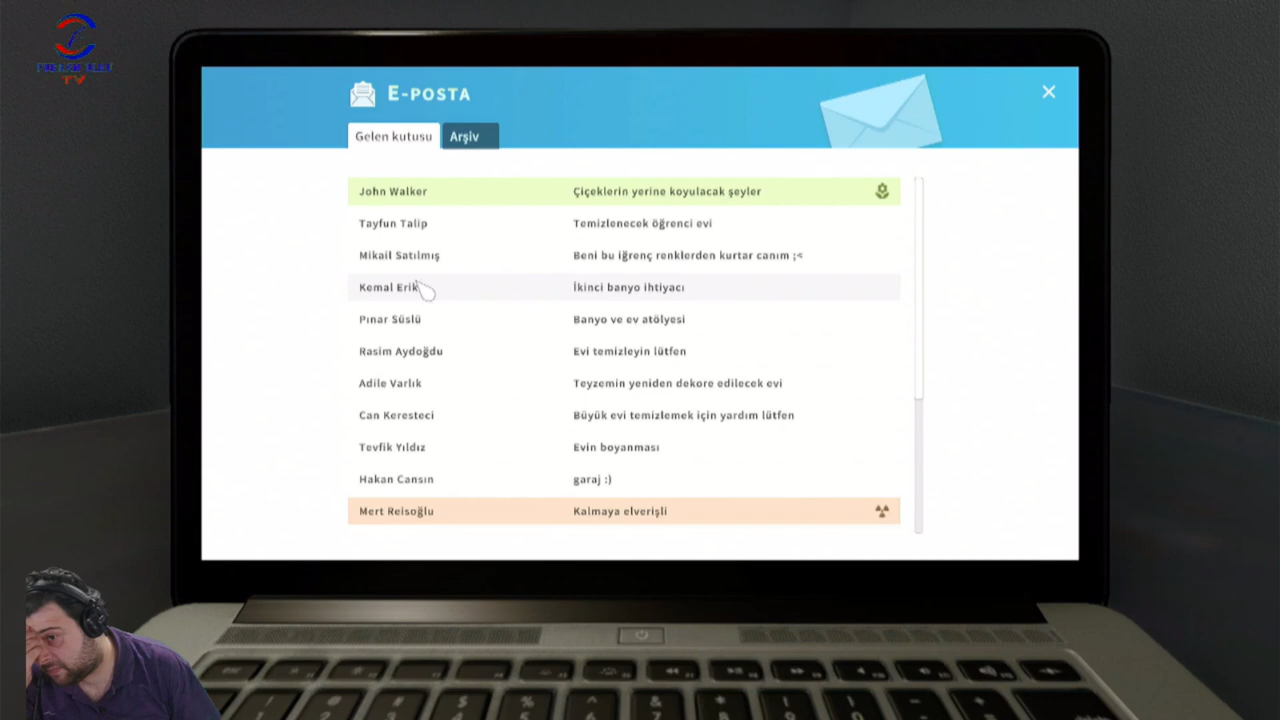 TV
E-POSTA
Gelen kutusu Arşiv
John Walker Çiçeklerin yerine koyulacak şeyler
Tayfun Talip Temizlenecek öğrenci evi
Mikail Satılmış Beni bu iğrenç renklerden kurtar canım ;<
Kemal Erik İkinci banyo ihtiyacı
Pınar Süslü Banyo ve ev atölyesi
Rasim Aydoğdu Evi temizleyin lütfen
Adile Varlık Teyzemin yeniden dekore edilecek evi
Can Keresteci Büyük evi temizlemek için yardım lütfen
Tevfik Yıldız Evin boyanması
Hakan Cansın garaj :)
Mert Reisoğlu Kalmaya elverişli